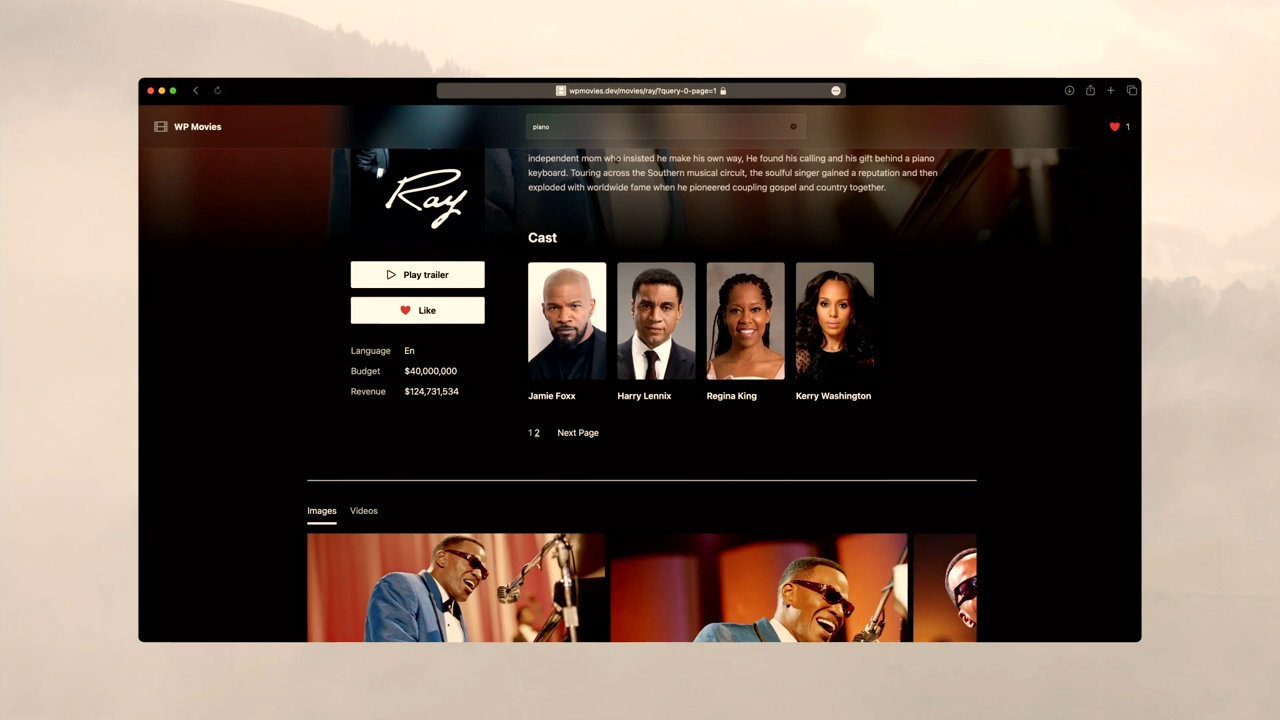 wpmovies.dev/movies/ray/?query-0-page=1
WP Movies
piano
1
independent mom who insisted he make his own way, He found his calling and his gift behind a piano
keyboard. Touring across the Southern musical circuit, the soulful singer gained a reputation and then
exploded with worldwide fame when he pioneered coupling gospel and country together.
Ray
Cast
Play trailer
Like
Language En
Budget $40,000,000
Revenue $124,731,534
Jamie Foxx
Harry Lennix
Regina King
Kerry Washington
1 2 Next Page
Images Videos